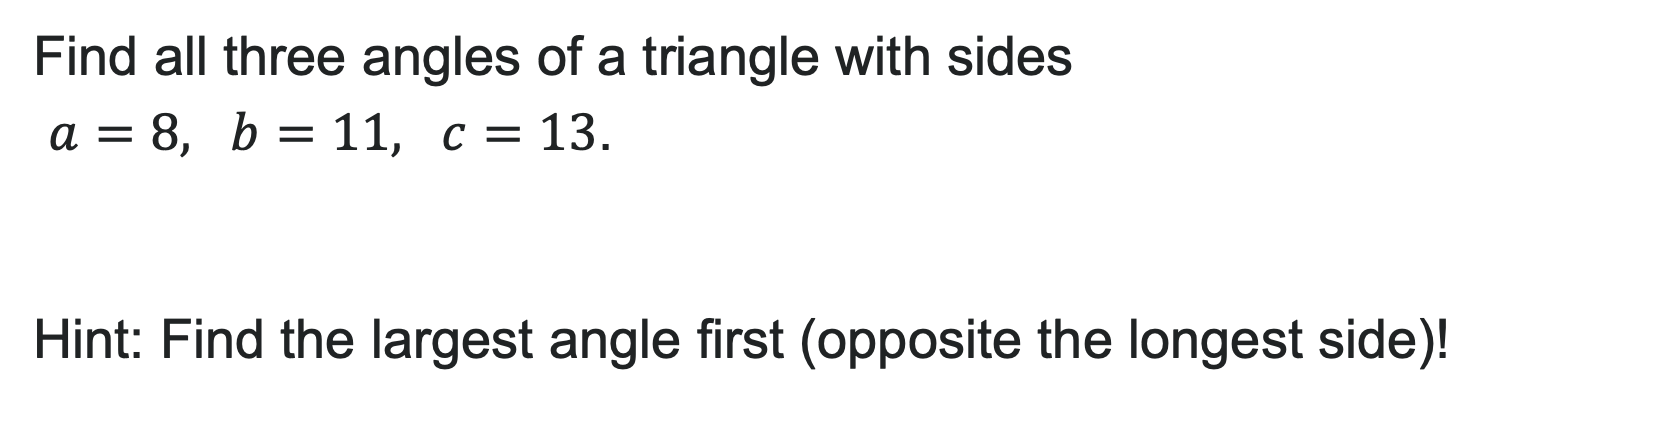 Find all three angles of a triangle with sides
a = 8, b = 11, c = 13.
Hint: Find the largest angle first (opposite the longest side)!